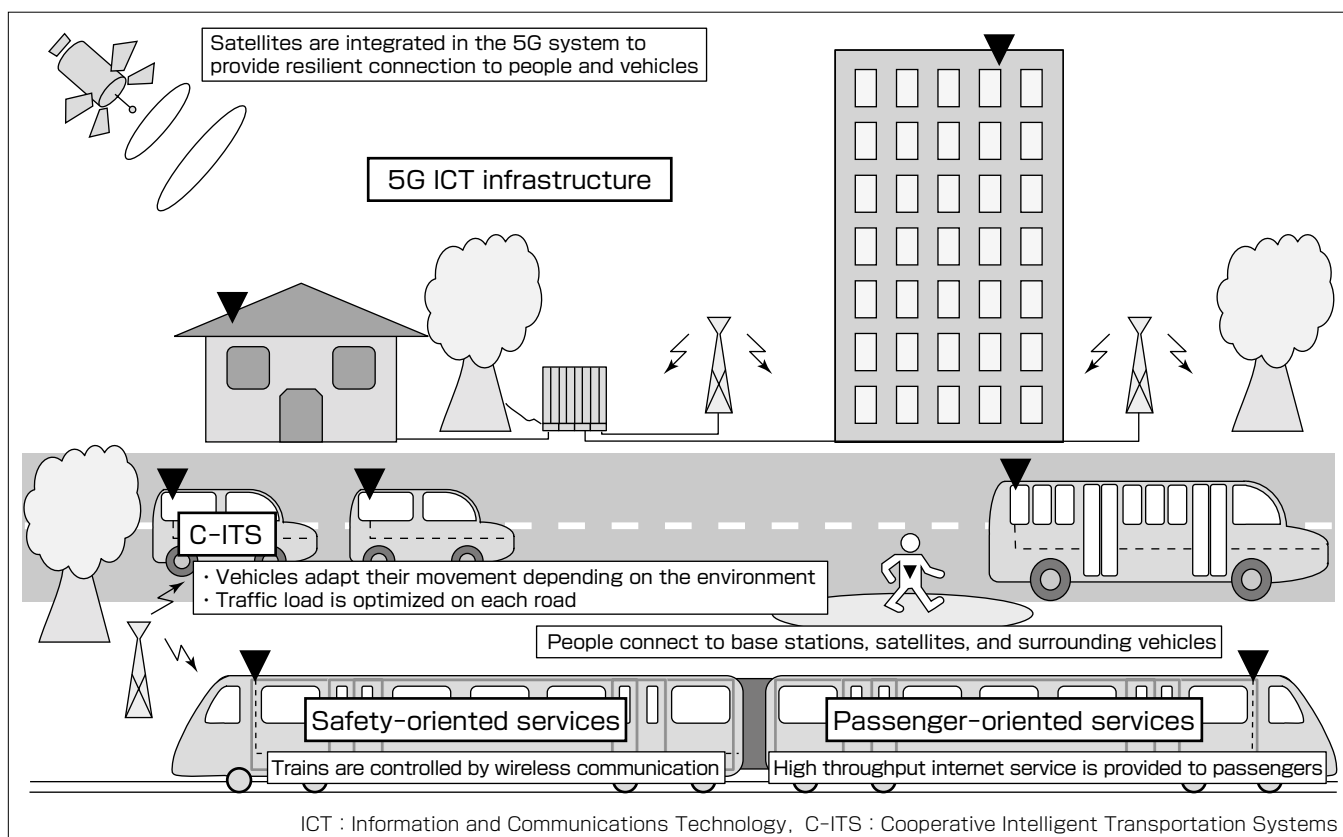 Satellites are integrated in the 5G system to
provide resilient connection to people and vehicles
5G ICT infrastructure
C-ITS
・Vehicles adapt their movement depending on the environment
・Traffic load is optimized on each road
People connect to base stations, satellites, and surrounding vehicles
Safety-oriented services
Passenger-oriented services
Trains are controlled by wireless communication
High throughput internet service is provided to passengers
ICT : Information and Communications Technology, C-ITS : Cooperative Intelligent Transportation Systems